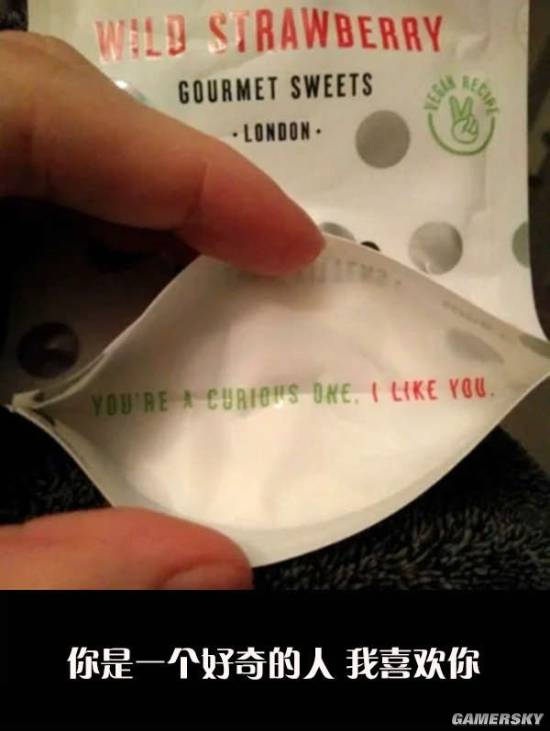 WILD STRAWBERRY
GOURMET SWEETS
· LONDON ·
VEGAN RECIPE
YOU'RE A CURIOUS ONE, I LIKE YOU.
你是一个好奇的人 我喜欢你
GAMERSKY